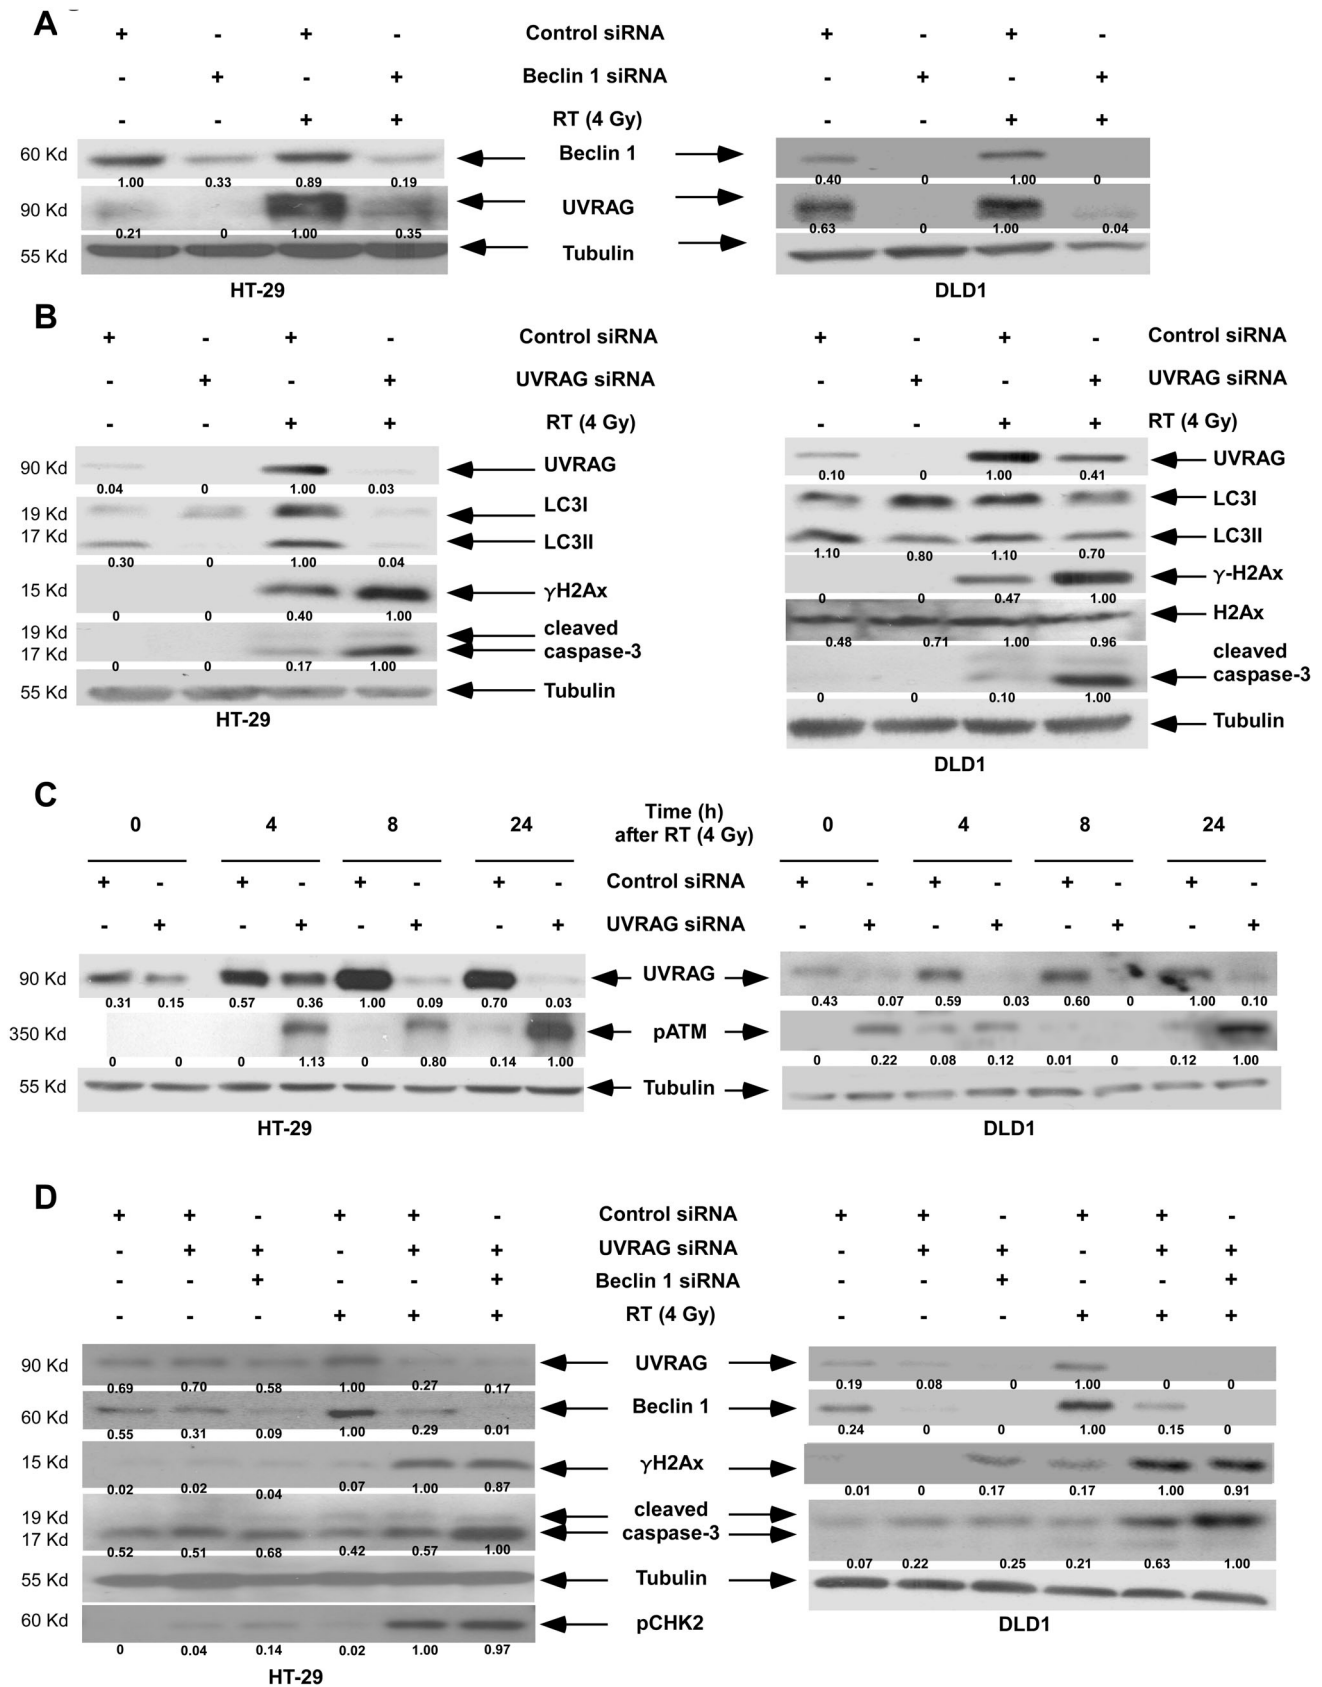 A
+ - + - Control siRNA + - + -
- + - + Beclin 1 siRNA - + - +
- - + + RT (4 Gy) - - + +
60 Kd Beclin 1
1.00 0.33 0.89 0.19 0.40 0 1.00 0
90 Kd UVRAG
0.21 0 1.00 0.35 0.63 0 1.00 0.04
55 Kd Tubulin
HT-29 DLD1
B
+ - + - Control siRNA + - + - Control siRNA
- + - + UVRAG siRNA - + - + UVRAG siRNA
- - + + RT (4 Gy) - - + + RT (4 Gy)
90 Kd UVRAG
0.04 0 1.00 0.03
19 Kd LC3I
17 Kd LC3II
0.30 0 1.00 0.04
15 Kd γH2Ax
0 0 0.40 1.00
19 Kd cleaved
17 Kd caspase-3
0 0 0.17 1.00
55 Kd Tubulin
HT-29
UVRAG
0.10 0 1.00 0.41
LC3I
LC3II
1.10 0.80 1.10 0.70
γ-H2Ax
0 0 0.47 1.00
H2Ax
0.48 0.71 1.00 0.96
cleaved
caspase-3
0 0 0.10 1.00
Tubulin
DLD1
C
0 4 8 24 Time (h) 0 4 8 24
after RT (4 Gy)
+ - + - + - + - Control siRNA + - + - + - + -
- + - + - + - + UVRAG siRNA - + - + - + - +
90 Kd UVRAG
0.31 0.15 0.57 0.36 1.00 0.09 0.70 0.03 0.43 0.07 0.59 0.03 0.60 0 1.00 0.10
350 Kd pATM
0 0 0 1.13 0 0.80 0.14 1.00 0 0.22 0.08 0.12 0.01 0 0.12 1.00
55 Kd Tubulin
HT-29 DLD1
D
+ + - + + - Control siRNA + + - + + -
- + + - + + UVRAG siRNA - + + - + +
- - + - - + Beclin 1 siRNA - - + - - +
- - - + + + RT (4 Gy) - - - + + +
90 Kd UVRAG
0.69 0.70 0.58 1.00 0.27 0.17 0.19 0.08 0 1.00 0 0
60 Kd Beclin 1
0.55 0.31 0.09 1.00 0.29 0.01 0.24 0 0 1.00 0.15 0
15 Kd γH2Ax
0.02 0.02 0.04 0.07 1.00 0.87 0.01 0 0.17 0.17 1.00 0.91
19 Kd cleaved
17 Kd caspase-3
0.52 0.51 0.68 0.42 0.57 1.00 0.07 0.22 0.25 0.21 0.63 1.00
55 Kd Tubulin
60 Kd pCHK2 DLD1
0 0.04 0.14 0.02 1.00 0.97
HT-29